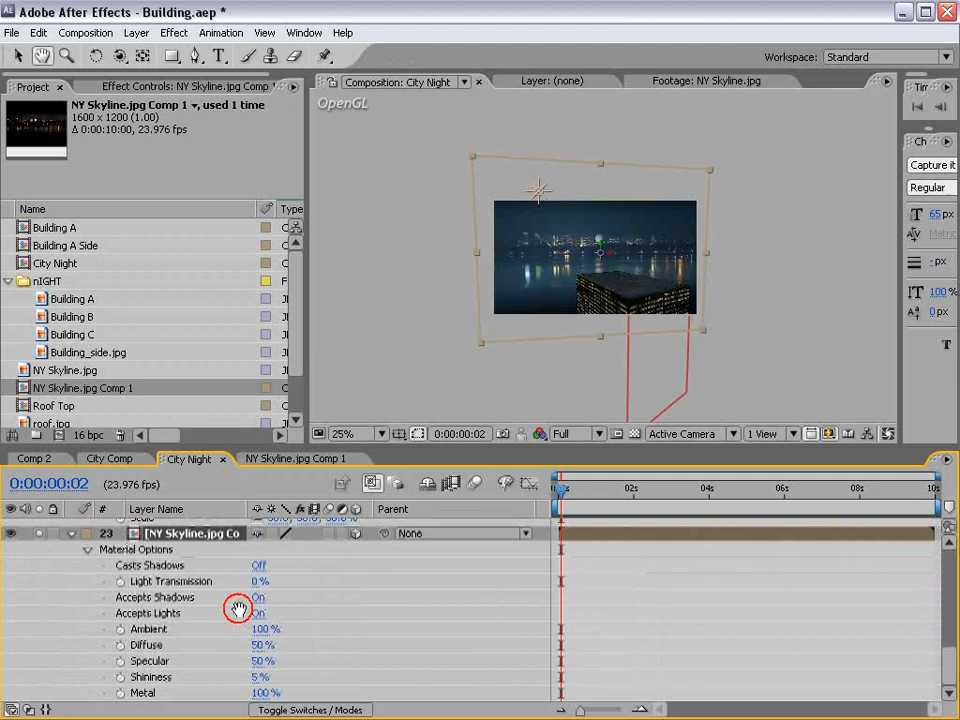 Adobe After Effects - Building.aep *
File Edit Composition Layer Effect Animation View Window Help
Workspace: Standard
Project Effect Controls: NY Skyline.jpg Comp
Composition: City Night Layer: (none) Footage: NY Skyline.jpg
NY Skyline.jpg Comp 1, used 1 time
1600 x 1200 (1.00)
Δ 0:00:10:00, 23.976 fps
OpenGL
Capture it
Regular
65 px
Metric
- px
100 %
0 px
T
Name Type
Building A
Building A Side
City Night
nIGHT
Building A
Building B
Building C
Building_side.jpg
NY Skyline.jpg
NY Skyline.jpg Comp 1
Roof Top
roof.jpg
16 bpc
25% 0:00:00:02 Full Active Camera 1 View
Comp 2 City Comp City Night NY Skyline.jpg Comp 1
0:00:00:02 (23.976 fps)
02s 04s 06s 08s 10s
# Layer Name Parent
Scale
23 [NY Skyline.jpg Co None
Material Options
Casts Shadows Off
Light Transmission 0 %
Accepts Shadows On
Accepts Lights On
Ambient 100 %
Diffuse 50 %
Specular 50 %
Shininess 5 %
Metal 100 %
Toggle Switches / Modes